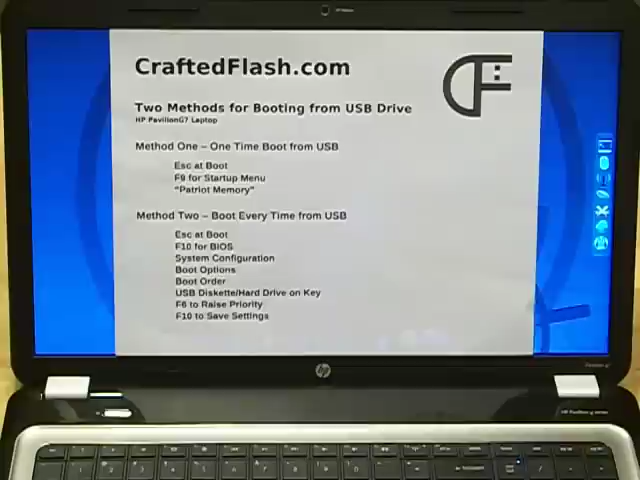 CraftedFlash.com
Two Methods for Booting from USB Drive
HP PavilionG7 Laptop
Method One – One Time Boot from USB
Esc at Boot
F9 for Startup Menu
"Patriot Memory"
Method Two – Boot Every Time from USB
Esc at Boot
F10 for BIOS
System Configuration
Boot Options
Boot Order
USB Diskette/Hard Drive on Key
F6 to Raise Priority
F10 to Save Settings
hp